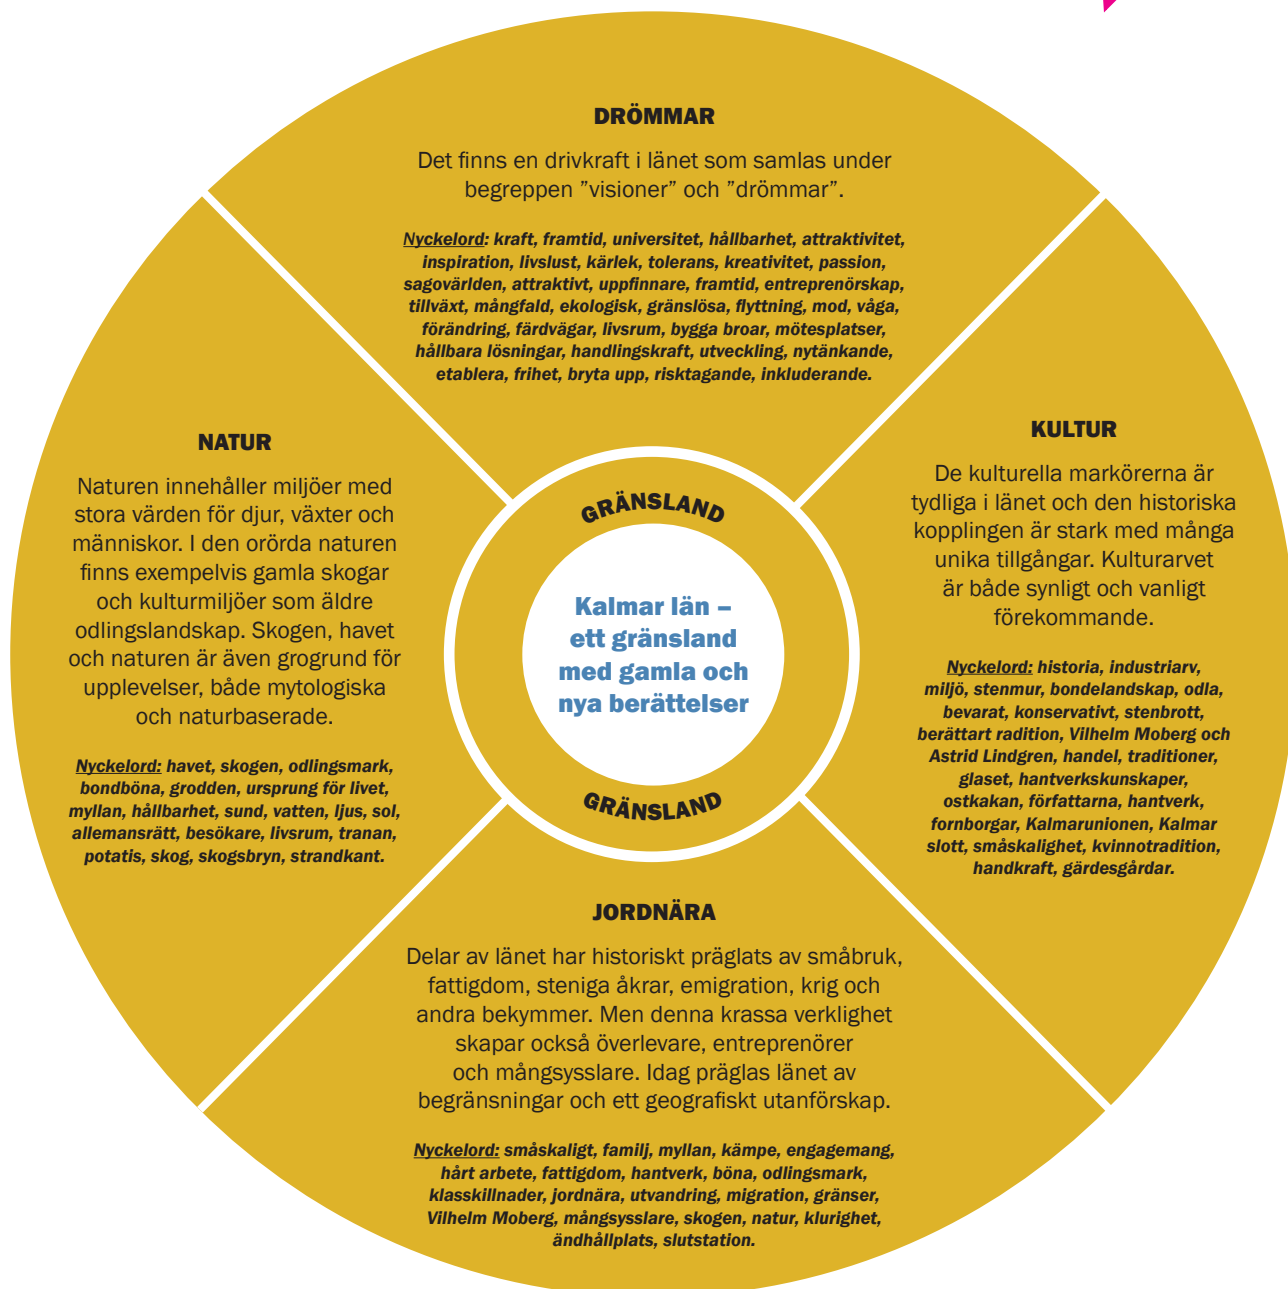 DRÖMMAR
Det finns en drivkraft i länet som samlas under
begreppen ”visioner” och ”drömmar”.
Nyckelord: kraft, framtid, universitet, hållbarhet, attraktivitet,
inspiration, livslust, kärlek, tolerans, kreativitet, passion,
sagovärlden, attraktivt, uppfinnare, framtid, entreprenörskap,
tillväxt, mångfald, ekologisk, gränslösa, flyttning, mod, våga,
förändring, färdvägar, livsrum, bygga broar, mötesplatser,
hållbara lösningar, handlingskraft, utveckling, nytänkande,
etablera, frihet, bryta upp, risktagande, inkluderande.
NATUR
Naturen innehåller miljöer med
stora värden för djur, växter och
människor. I den orörda naturen
finns exempelvis gamla skogar
och kulturmiljöer som äldre
odlingslandskap. Skogen, havet
och naturen är även grogrund för
upplevelser, både mytologiska
och naturbaserade.
Nyckelord: havet, skogen, odlingsmark,
bondböna, grodden, ursprung för livet,
myllan, hållbarhet, sund, vatten, ljus, sol,
allemansrätt, besökare, livsrum, tranan,
potatis, skog, skogsbryn, strandkant.
GRÄNSLAND
Kalmar län –
ett gränsland
med gamla och
nya berättelser
GRÄNSLAND
KULTUR
De kulturella markörerna är
tydliga i länet och den historiska
kopplingen är stark med många
unika tillgångar. Kulturarvet
är både synligt och vanligt
förekommande.
Nyckelord: historia, industriarv,
miljö, stenmur, bondelandskap, odla,
bevarat, konservativt, stenbrott,
berättart radition, Vilhelm Moberg och
Astrid Lindgren, handel, traditioner,
glaset, hantverkskunskaper,
ostkakan, författarna, hantverk,
fornborgar, Kalmarunionen, Kalmar
slott, småskalighet, kvinnotradition,
handkraft, gärdesgårdar.
JORDNÄRA
Delar av länet har historiskt präglats av småbruk,
fattigdom, steniga åkrar, emigration, krig och
andra bekymmer. Men denna krassa verklighet
skapar också överlevare, entreprenörer
och mångsysslare. Idag präglas länet av
begränsningar och ett geografiskt utanförskap.
Nyckelord: småskaligt, familj, myllan, kämpe, engagemang,
hårt arbete, fattigdom, hantverk, böna, odlingsmark,
klasskillnader, jordnära, utvandring, migration, gränser,
Vilhelm Moberg, mångsysslare, skogen, natur, klurighet,
ändhållplats, slutstation.